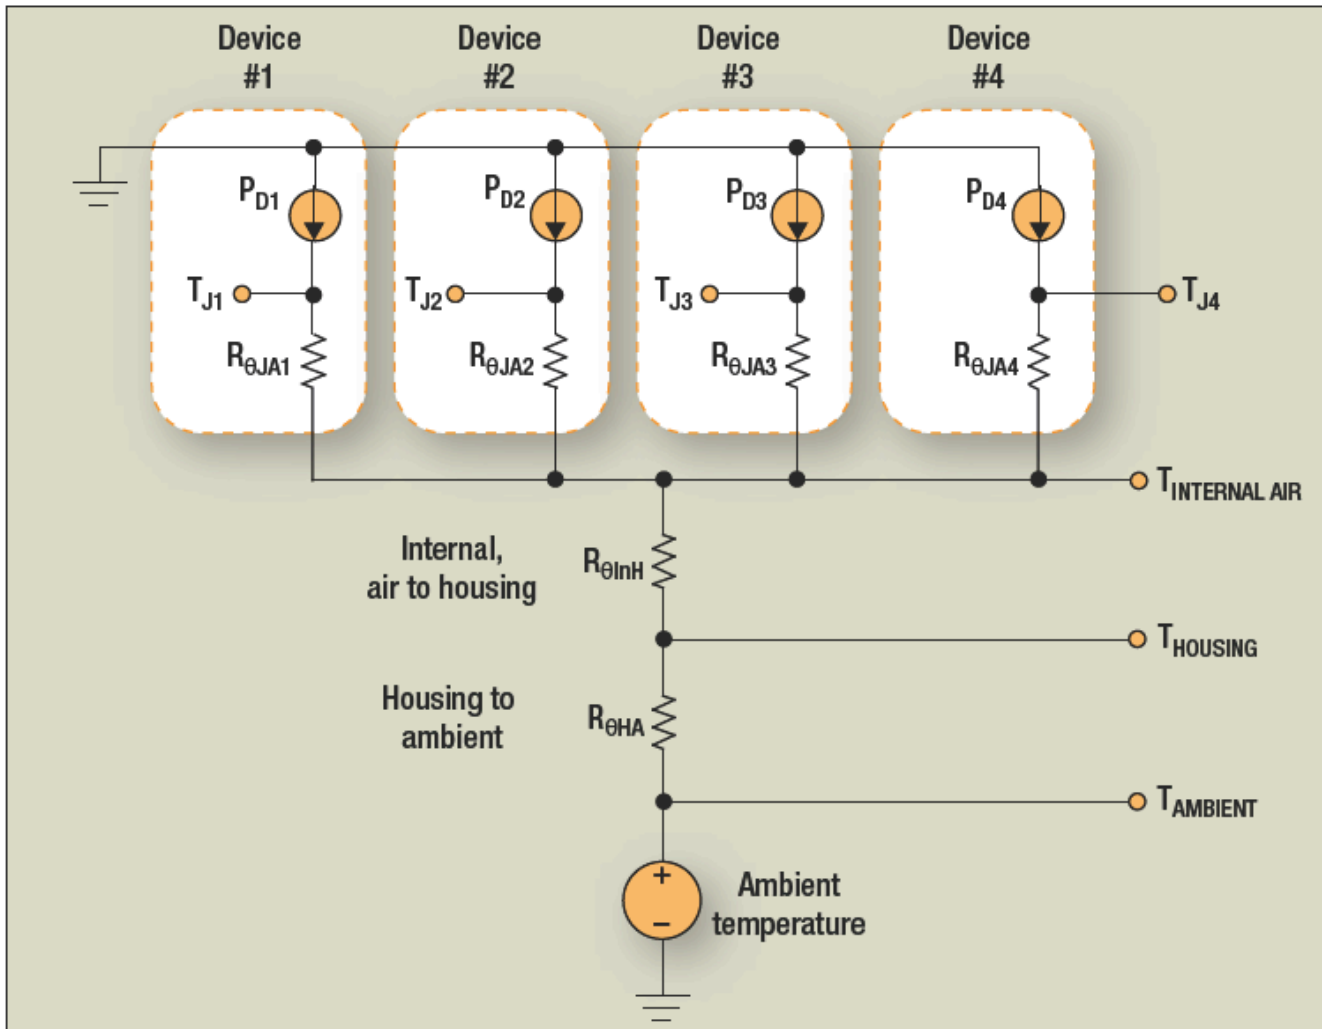 Device
#1
Device
#2
Device
#3
Device
#4
PD1
PD2
PD3
PD4
TJ1
TJ2
TJ3
TJ4
RθJA1
RθJA2
RθJA3
RθJA4
TINTERNAL AIR
Internal,
air to housing
RθInH
THOUSING
Housing to
ambient
RθHA
TAMBIENT
+
−
Ambient
temperature